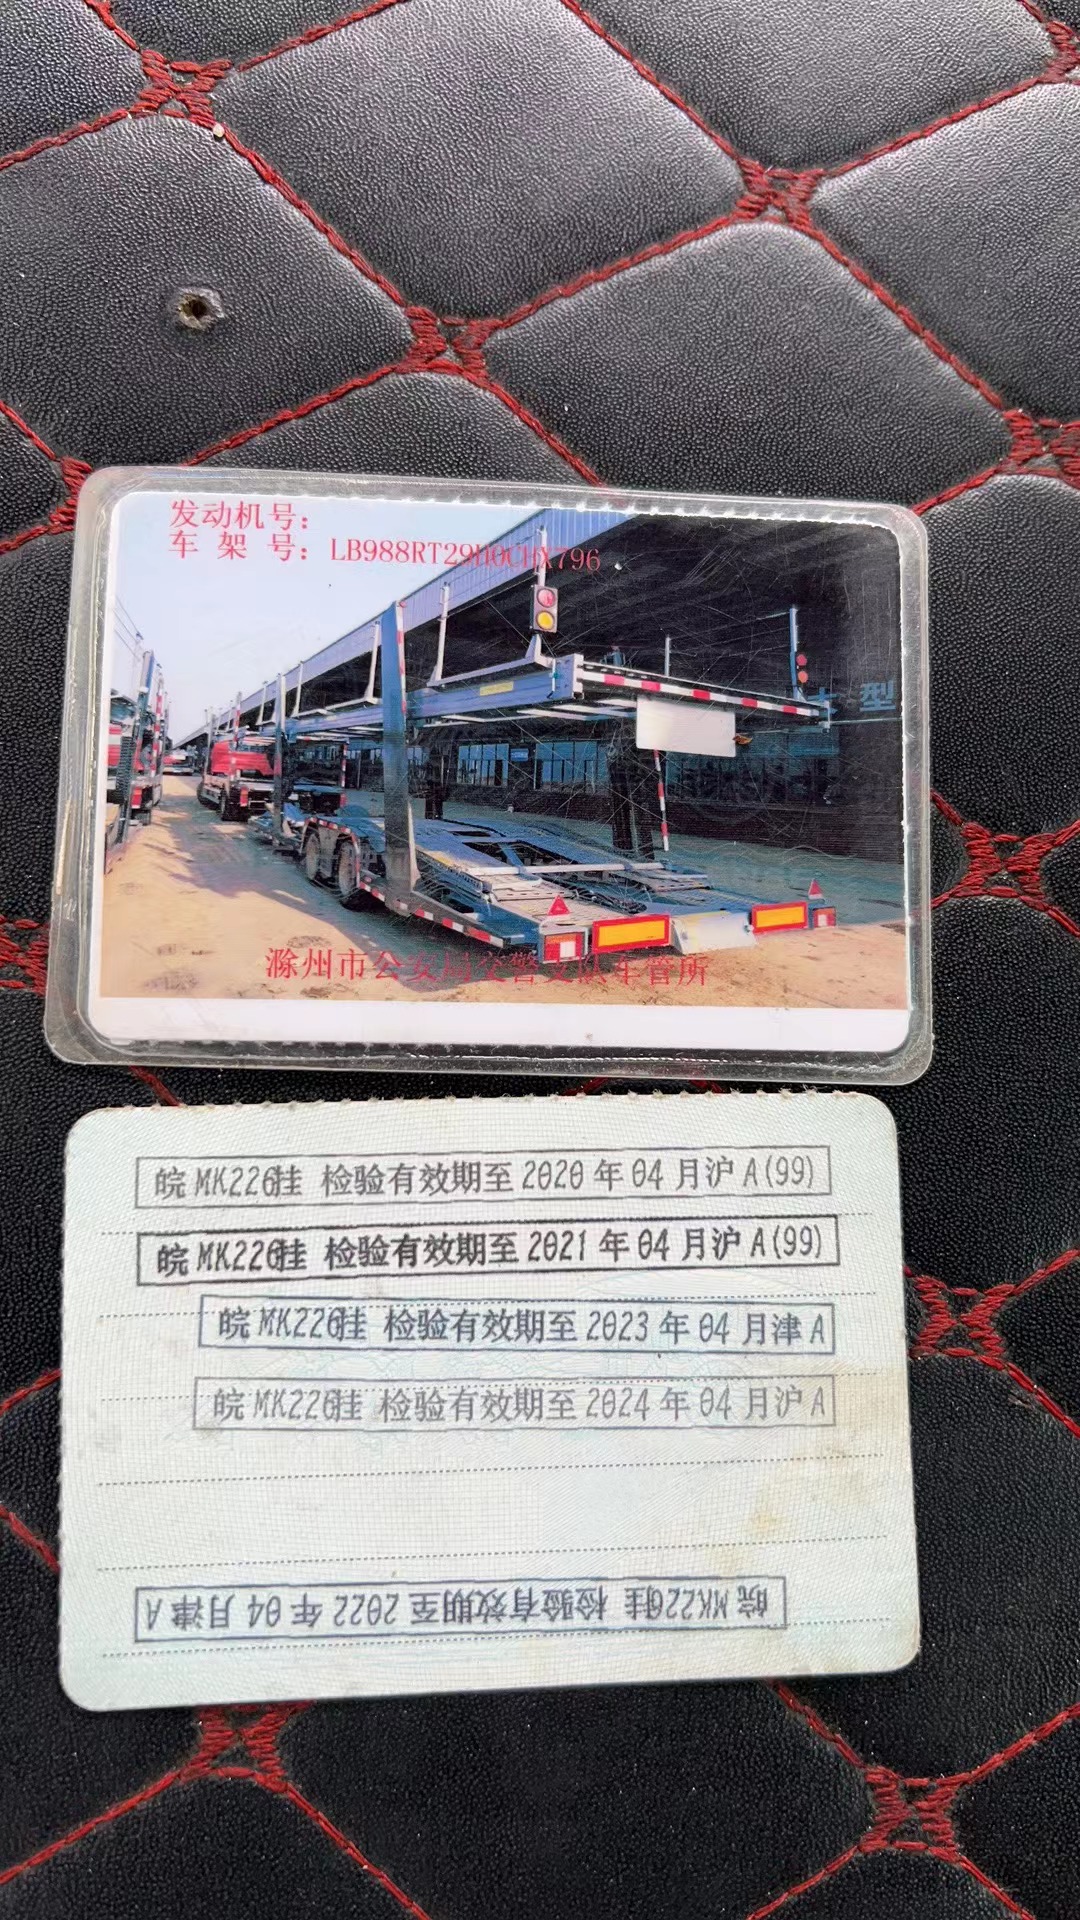 发动机号：
车架号：LB988RT29H0CHX796
型
滁州市公安局交警支队车管所
皖MK226挂 检验有效期至2020年04月沪A(99)
皖MK226挂 检验有效期至2021年04月沪A(99)
皖MK226挂 检验有效期至2023年04月津A
皖MK226挂 检验有效期至2024年04月沪A
皖MK226挂 检验有效期至2022年04月津A